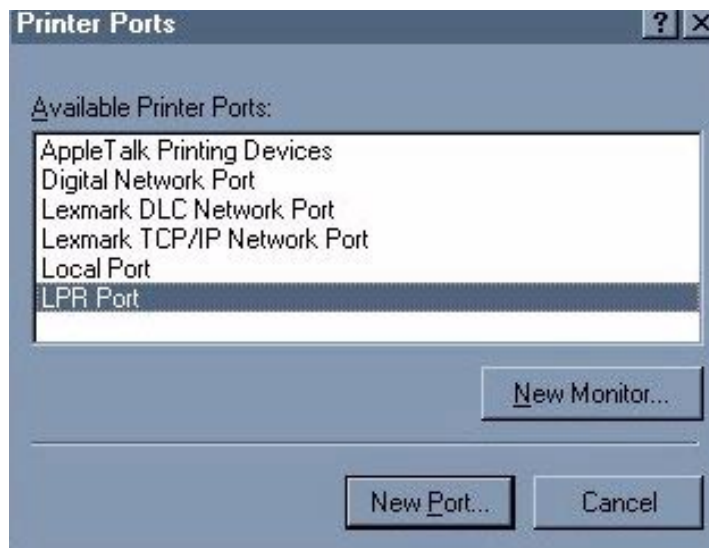 Printer Ports
Available Printer Ports:
AppleTalk Printing Devices
Digital Network Port
Lexmark DLC Network Port
Lexmark TCP/IP Network Port
Local Port
LPR Port
New Monitor...
New Port...
Cancel